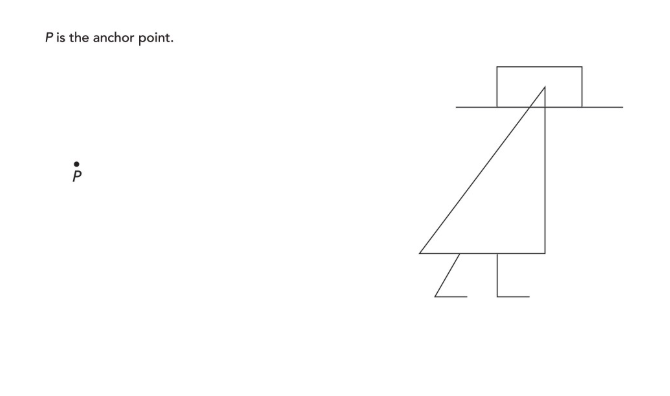 P is the anchor point.
P